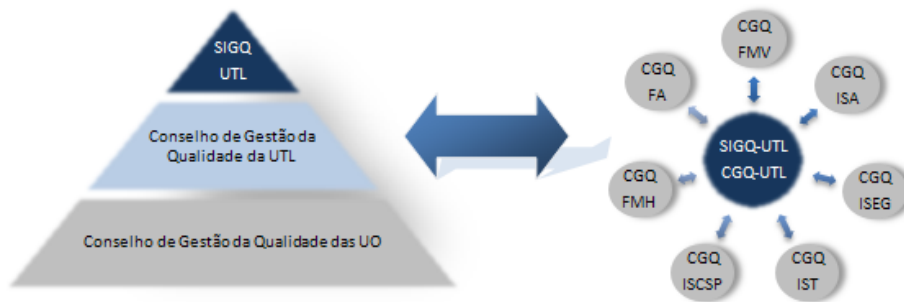 SIGQ
UTL
Conselho de Gestão da
Qualidade da UTL
Conselho de Gestão da Qualidade das UO
CGQ
FMV
CGQ
FA
CGQ
ISA
SIGQ-UTL
CGQ-UTL
CGQ
FMH
CGQ
ISEG
CGQ
ISCSP
CGQ
IST